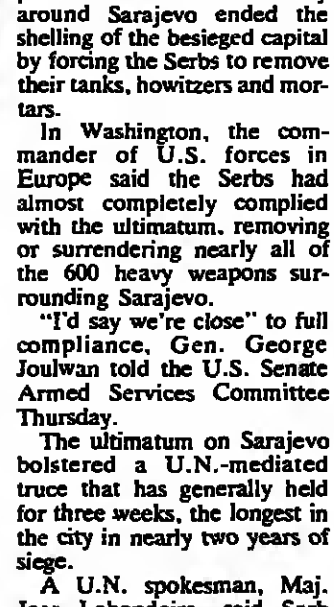 around Sarajevo ended the
shelling of the besieged capital
by forcing the Serbs to remove
their tanks, howitzers and mor-
tars.
In Washington, the com-
mander of U.S. forces in
Europe said the Serbs had
almost completely complied
with the ultimatum, removing
or surrendering nearly all of
the 600 heavy weapons sur-
rounding Sarajevo.
"I'd say we're close" to full
compliance, Gen. George
Joulwan told the U.S. Senate
Armed Services Committee
Thursday.
The ultimatum on Sarajevo
bolstered a U.N.-mediated
truce that has generally held
for three weeks, the longest in
the city in nearly two years of
siege.
A U.N. spokesman, Maj.
said